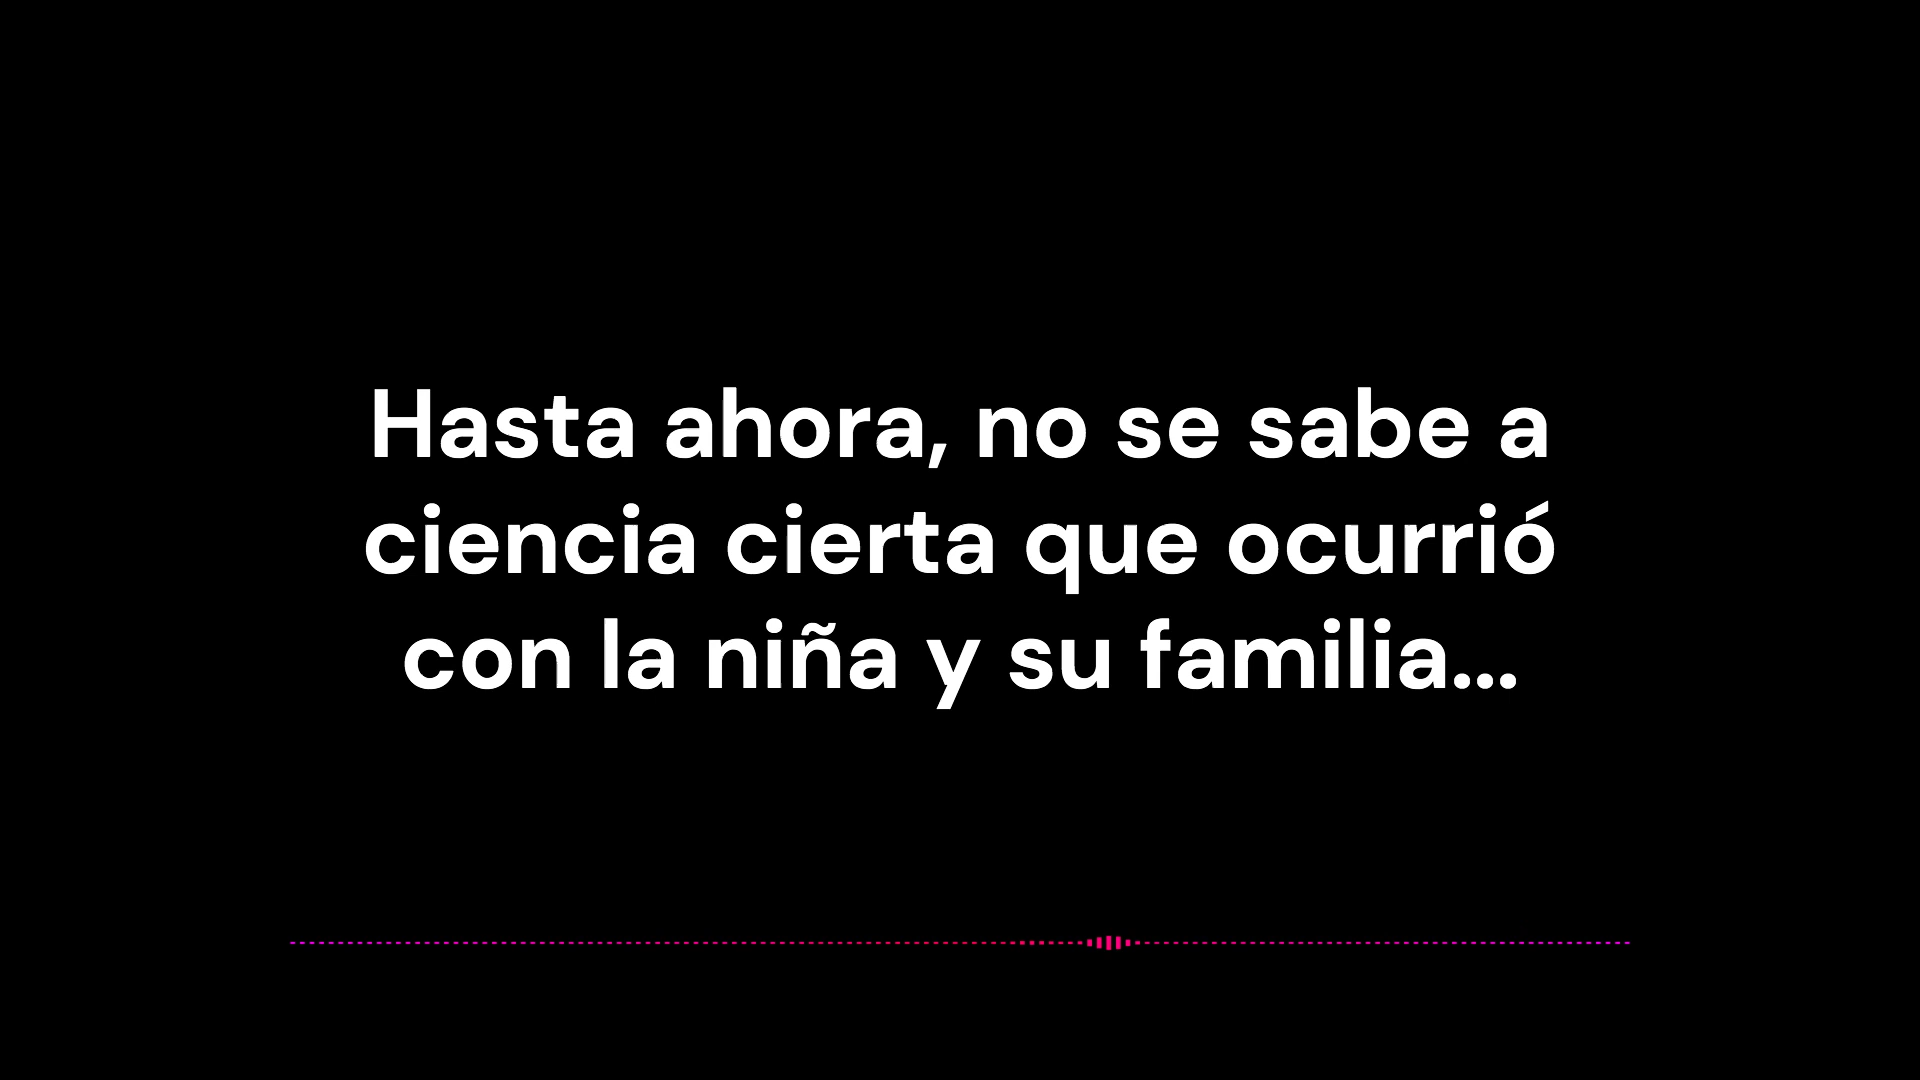 Hasta ahora, no se sabe a
ciencia cierta que ocurrió
con la niña y su familia...